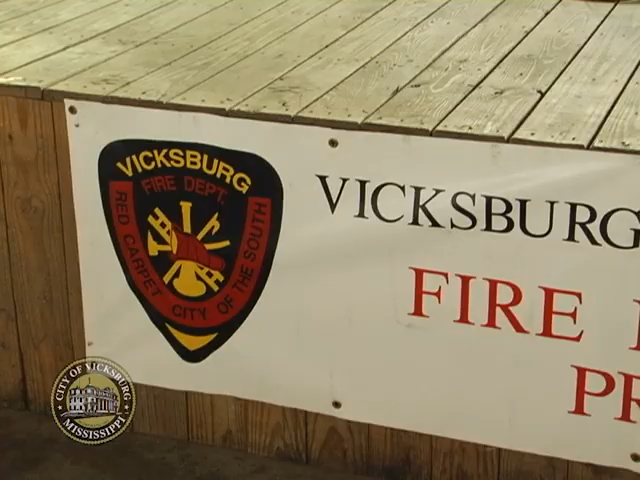 VICKSBURG
FIRE DEPT.
RED CARPET CITY OF THE SOUTH
VICKSBURG
FIRE
PR
CITY OF VICKSBURG
MISSISSIPPI